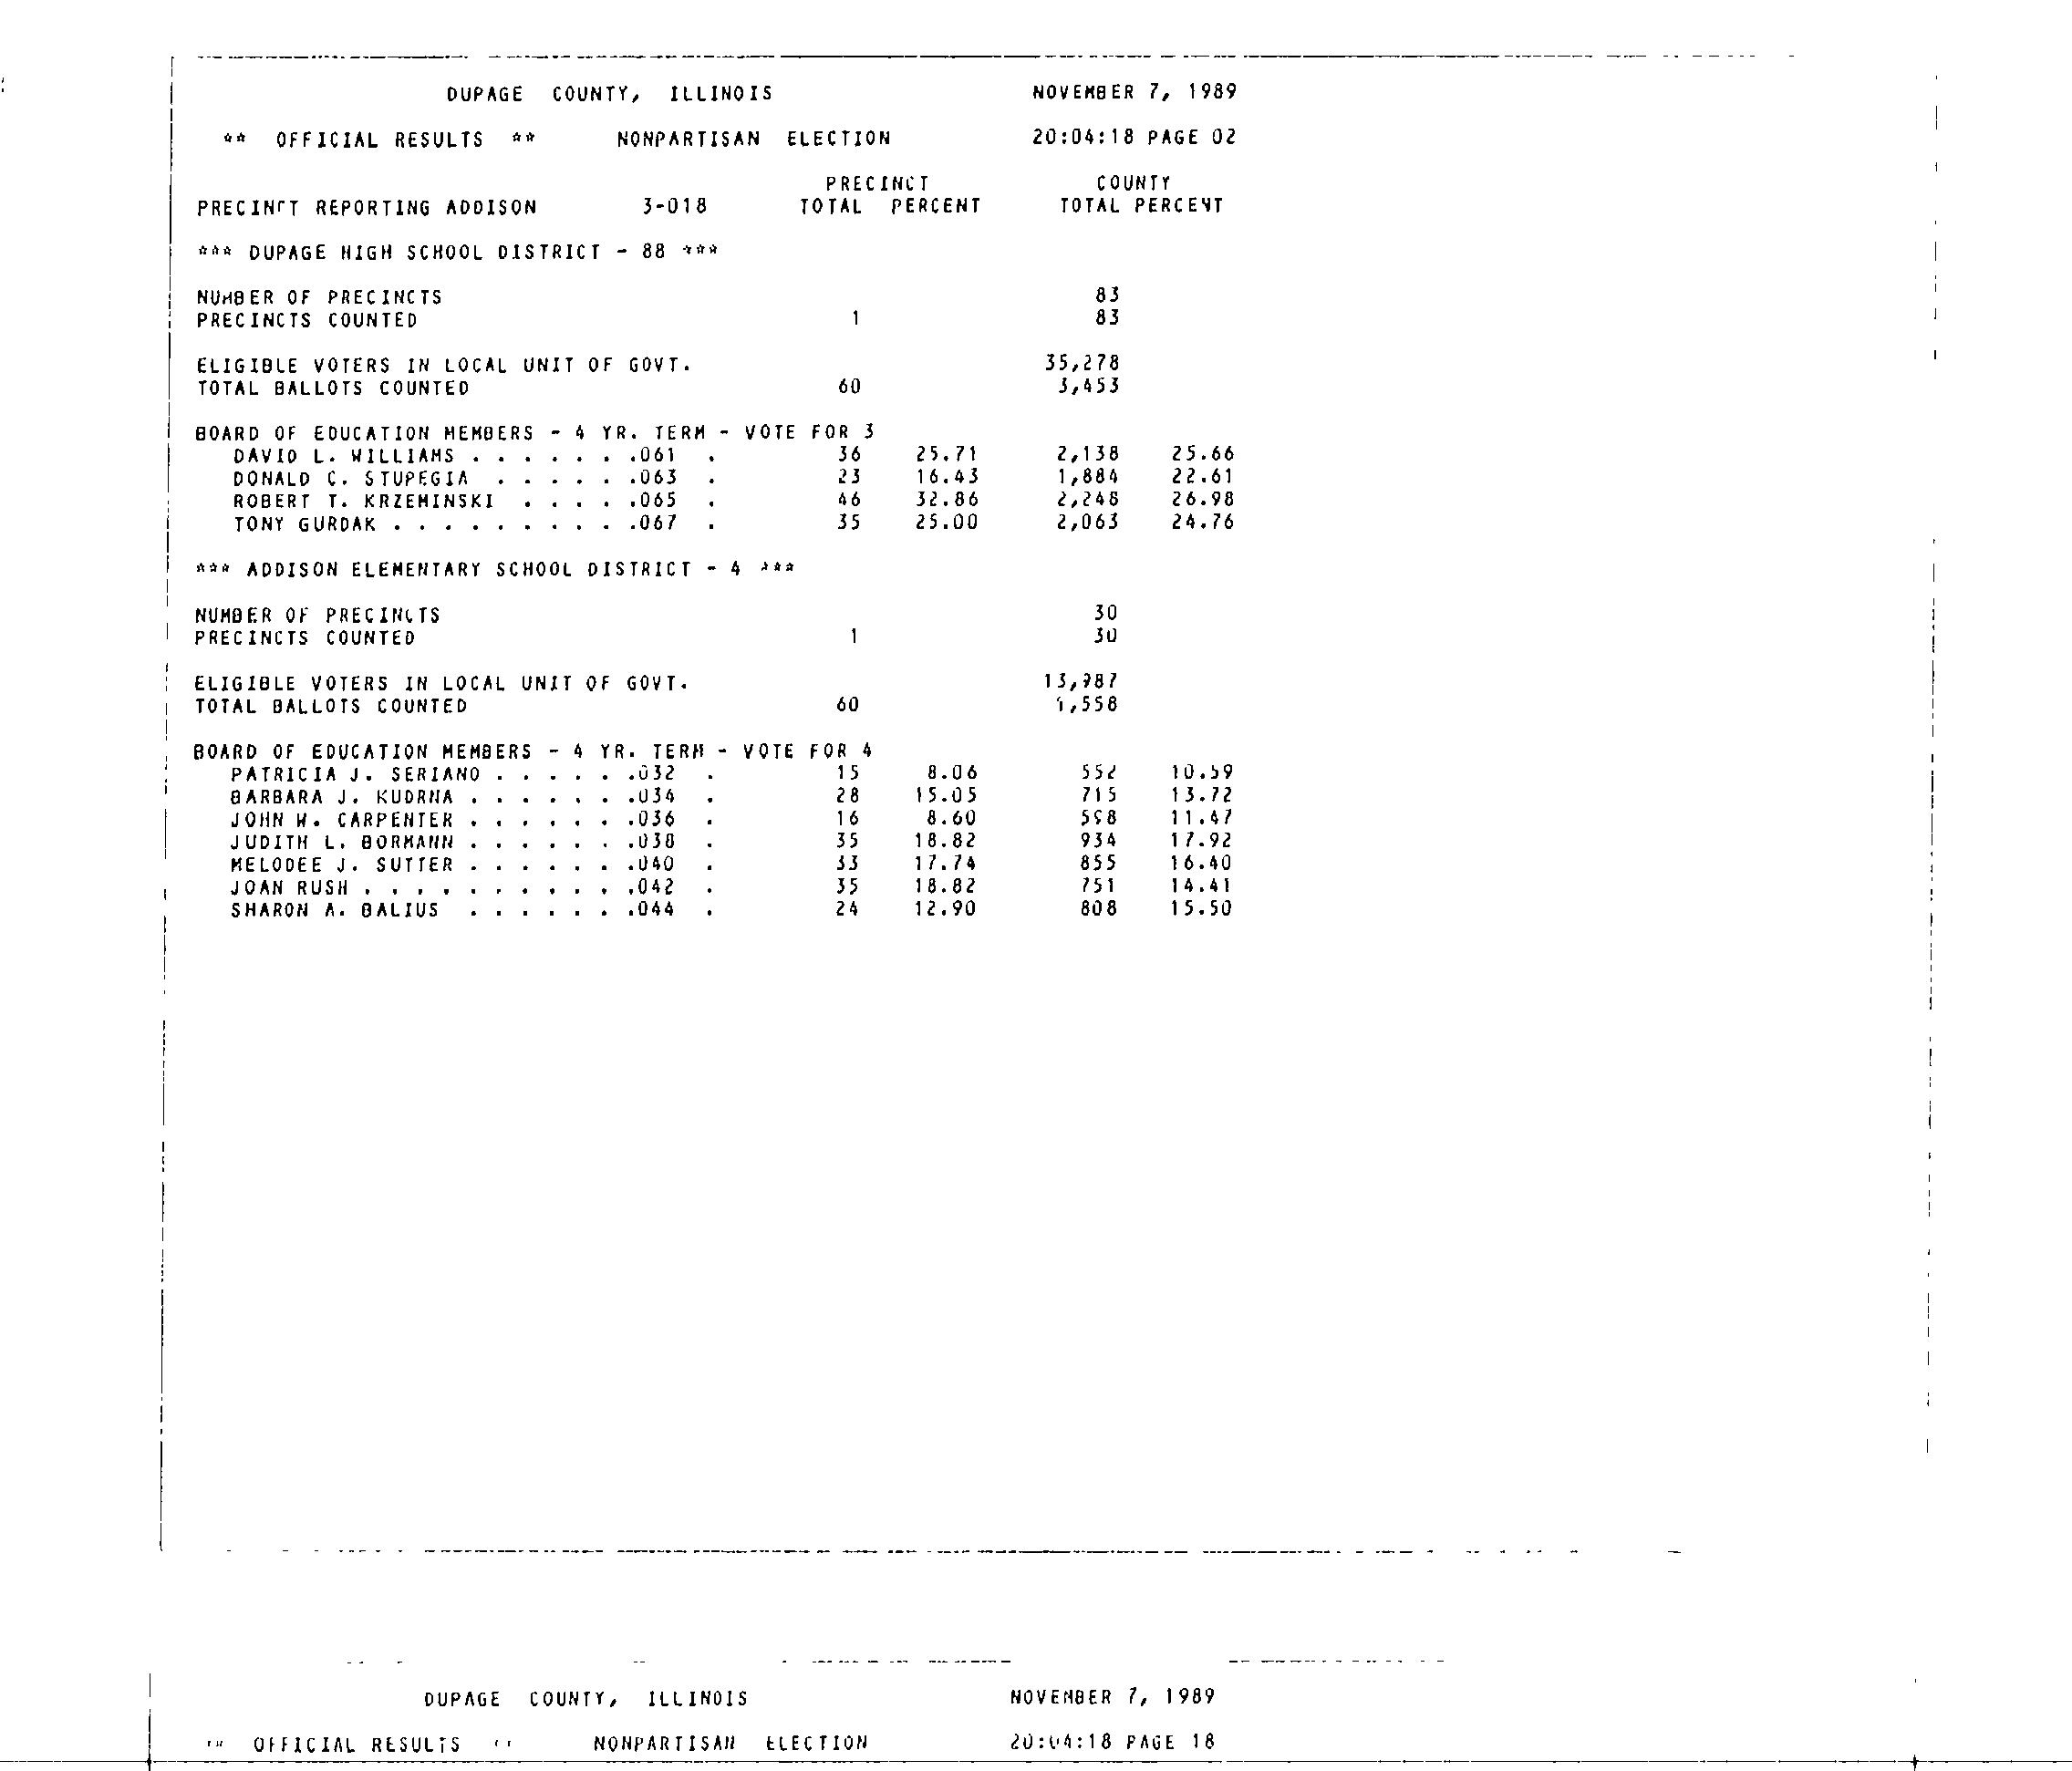 DUPAGE COUNTY, ILLINOIS NOVEMBER 7, 1989
** OFFICIAL RESULTS ** NONPARTISAN ELECTION 20:04:18 PAGE 02
PRECINCT COUNTY
PRECINCT REPORTING ADDISON 3-018 TOTAL PERCENT TOTAL PERCENT
*** DUPAGE HIGH SCHOOL DISTRICT - 88 ***
NUMBER OF PRECINCTS 83
PRECINCTS COUNTED 1 83
ELIGIBLE VOTERS IN LOCAL UNIT OF GOVT. 35,278
TOTAL BALLOTS COUNTED 60 3,453
BOARD OF EDUCATION MEMBERS - 4 YR. TERM - VOTE FOR 3
DAVID L. WILLIAMS . . . . . . .061 . 36 25.71 2,138 25.66
DONALD C. STUPEGIA . . . . . .063 . 23 16.43 1,884 22.61
ROBERT T. KRZEMINSKI . . . . .065 . 46 32.86 2,248 26.98
TONY GURDAK . . . . . . . . . .067 . 35 25.00 2,063 24.76
*** ADDISON ELEMENTARY SCHOOL DISTRICT - 4 ***
NUMBER OF PRECINCTS 30
PRECINCTS COUNTED 1 30
ELIGIBLE VOTERS IN LOCAL UNIT OF GOVT. 13,987
TOTAL BALLOTS COUNTED 60 1,558
BOARD OF EDUCATION MEMBERS - 4 YR. TERM - VOTE FOR 4
PATRICIA J. SERIANO . . . . . .032 . 15 8.06 552 10.59
BARBARA J. KUDRNA . . . . . . .034 . 28 15.05 715 13.72
JOHN W. CARPENTER . . . . . . .036 . 16 8.60 598 11.47
JUDITH L. BORMANN . . . . . . .038 . 35 18.82 934 17.92
MELODEE J. SUTTER . . . . . . .040 . 33 17.74 855 16.40
JOAN RUSH . . . . . . . . . . .042 . 35 18.82 751 14.41
SHARON A. BALIUS . . . . . . .044 . 24 12.90 808 15.50
DUPAGE COUNTY, ILLINOIS NOVEMBER 7, 1989
** OFFICIAL RESULTS ** NONPARTISAN ELECTION 20:04:18 PAGE 18